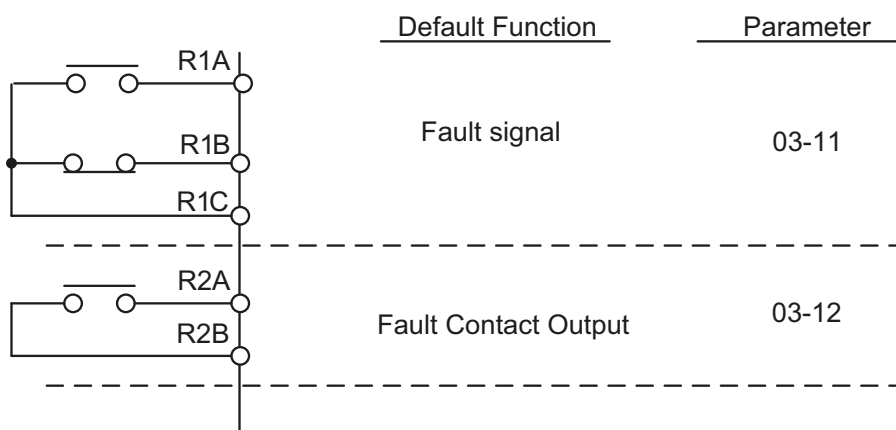 Default Function Parameter
R1A
R1B
Fault signal 03-11
R1C
R2A
R2B
Fault Contact Output 03-12